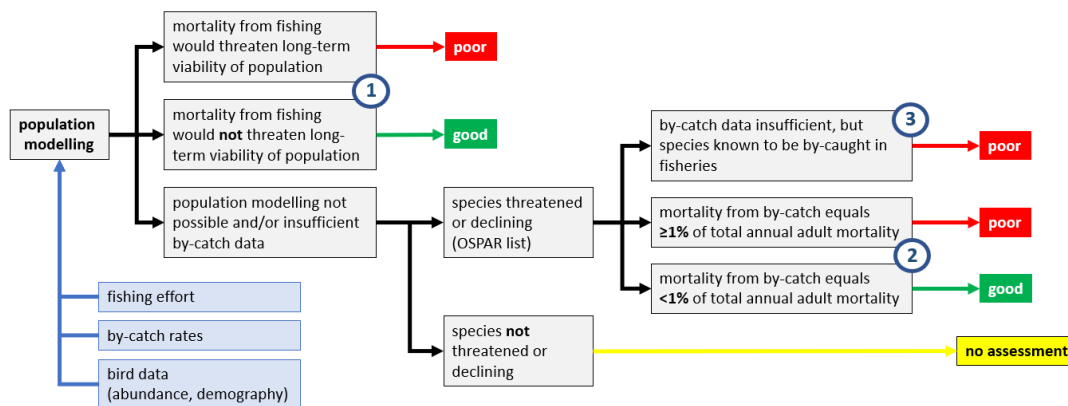 mortality from fishing
would threaten long-term
viability of population
poor
1
population
modelling
mortality from fishing
would not threaten long-
term viability of population
good
3
by-catch data insufficient, but
species known to be by-caught in
fisheries
poor
population modelling not
possible and/or insufficient
by-catch data
species threatened
or declining
(OSPAR list)
mortality from by-catch equals
≥1% of total annual adult mortality
poor
2
mortality from by-catch equals
<1% of total annual adult mortality
good
fishing effort
by-catch rates
bird data
(abundance, demography)
species not
threatened or
declining
no assessment